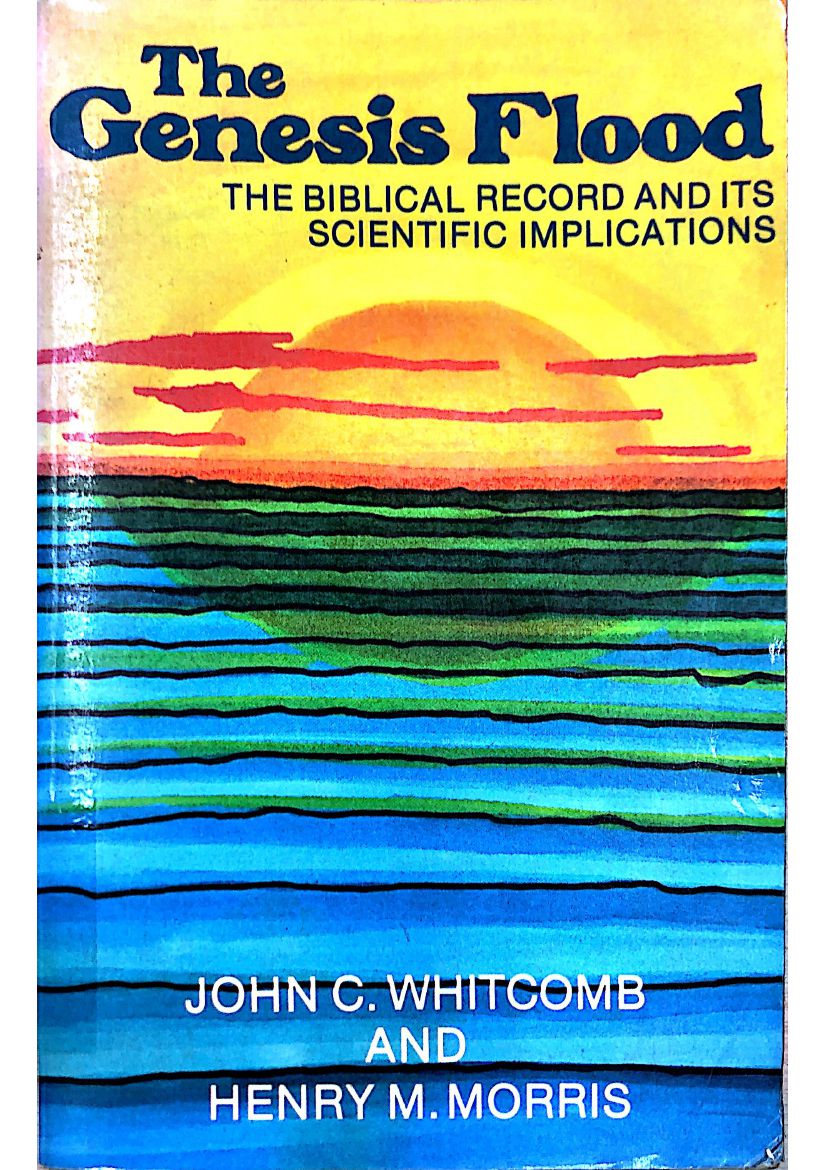 The
Genesis Flood
THE BIBLICAL RECORD AND ITS
SCIENTIFIC IMPLICATIONS
JOHN C. WHITCOMB
AND
HENRY M. MORRIS